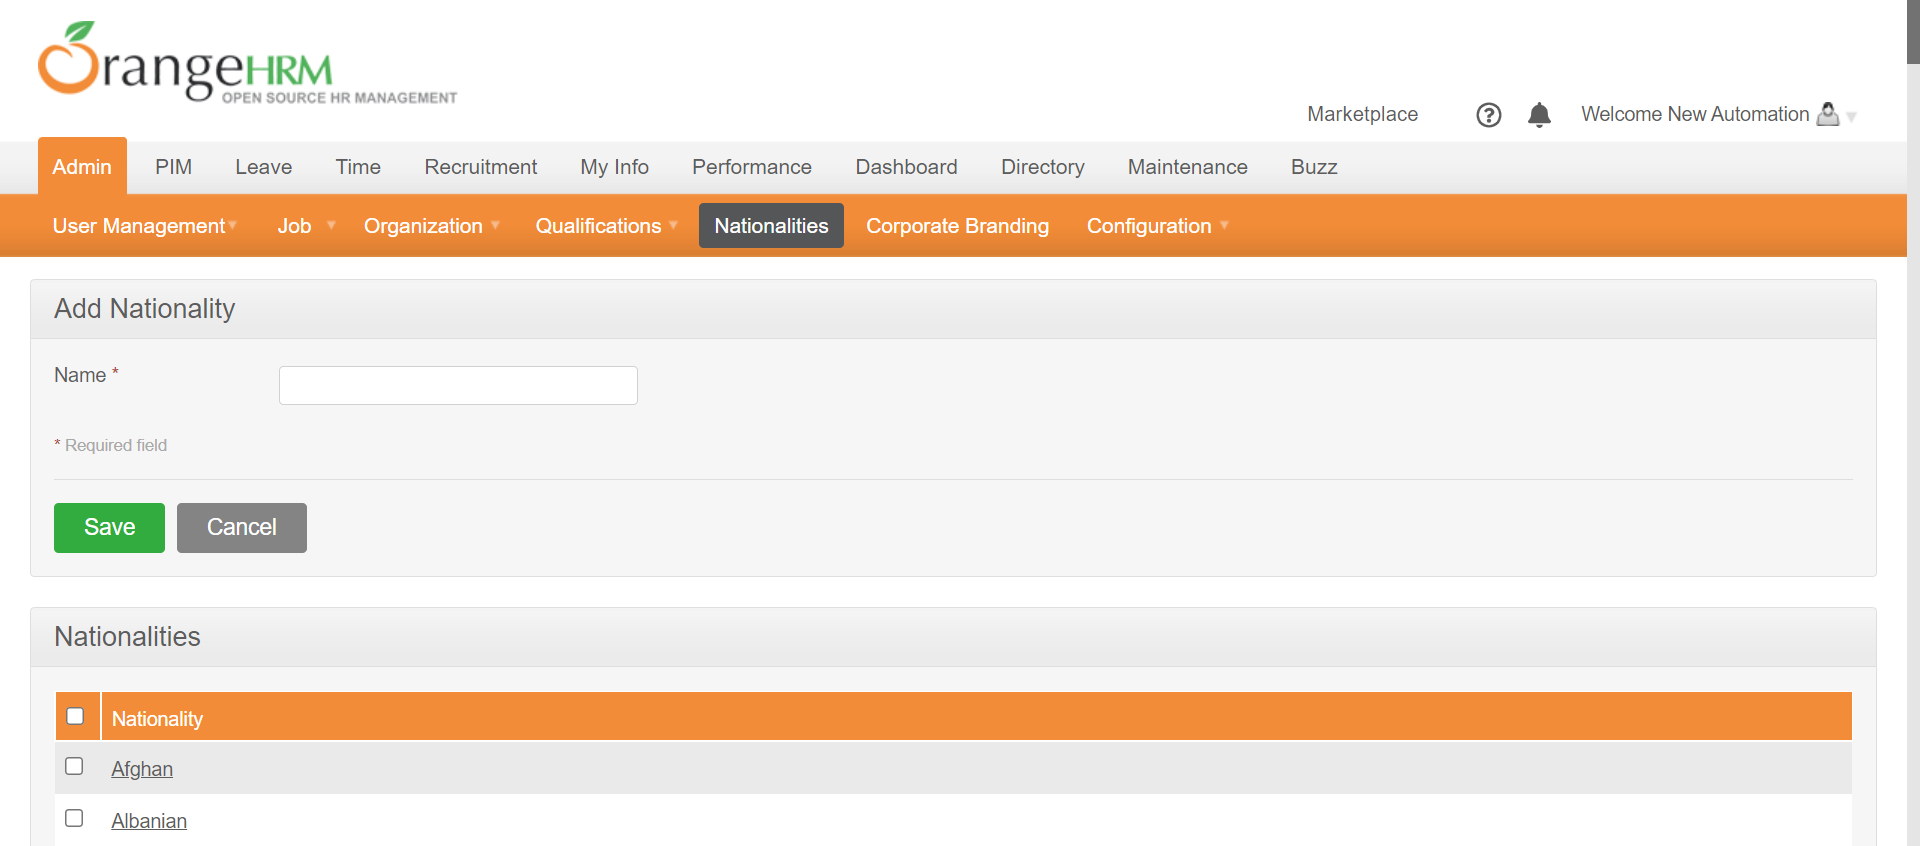 OrangeHRM
OPEN SOURCE HR MANAGEMENT
Marketplace Welcome New Automation
Admin PIM Leave Time Recruitment My Info Performance Dashboard Directory Maintenance Buzz
User Management Job Organization Qualifications Nationalities Corporate Branding Configuration
Add Nationality
Name *
* Required field
Save Cancel
Nationalities
Nationality
Afghan
Albanian